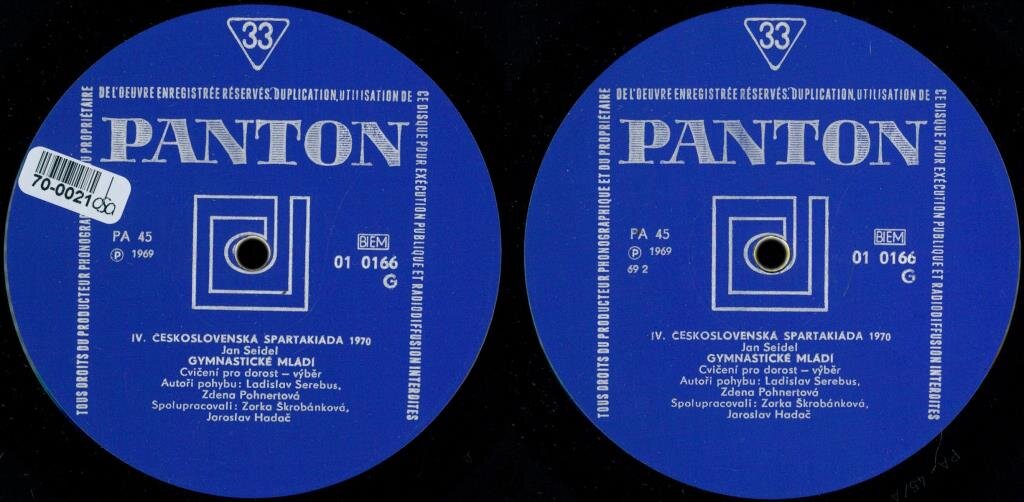 33
TOUS DROITS DU PRODUCTEUR PHONOGRA
U PROPRIÉTAIRE
DE L'OEUVRE ENREGISTRÉE RÉSERVÉS. DUPLICATION, UTILISATION DE
CE DISQUE POUR EXÉCUTION PUBLIQUE ET RADIODIFFUSION INTERDITES
PANTON
70-0021 OSA
PA 45
Ⓟ 1969
BIEM
01 0166
G
IV. ČESKOSLOVENSKÁ SPARTAKIÁDA 1970
Jan Seidel
GYMNASTICKÉ MLÁDÍ
Cvičení pro dorost – výběr
Autoři pohybu: Ladislav Serebus,
Zdena Pohnertová
Spolupracovali: Zorka Škrobánková,
Jaroslav Hadač
33
TOUS DROITS DU PRODUCTEUR PHONOGRAPHIQUE ET DU PROPRIÉTAIRE
DE L'OEUVRE ENREGISTRÉE RÉSERVÉS. DUPLICATION, UTILISATION DE
CE DISQUE POUR EXÉCUTION PUBLIQUE ET RADIODIFFUSION INTERDITES
PANTON
PA 45
Ⓟ 1969
69 2
BIEM
01 0166
G
IV. ČESKOSLOVENSKÁ SPARTAKIÁDA 1970
Jan Seidel
GYMNASTICKÉ MLÁDÍ
Cvičení pro dorost – výběr
Autoři pohybu: Ladislav Serebus,
Zdena Pohnertová
Spolupracovali: Zorka Škrobánková,
Jaroslav Hadač